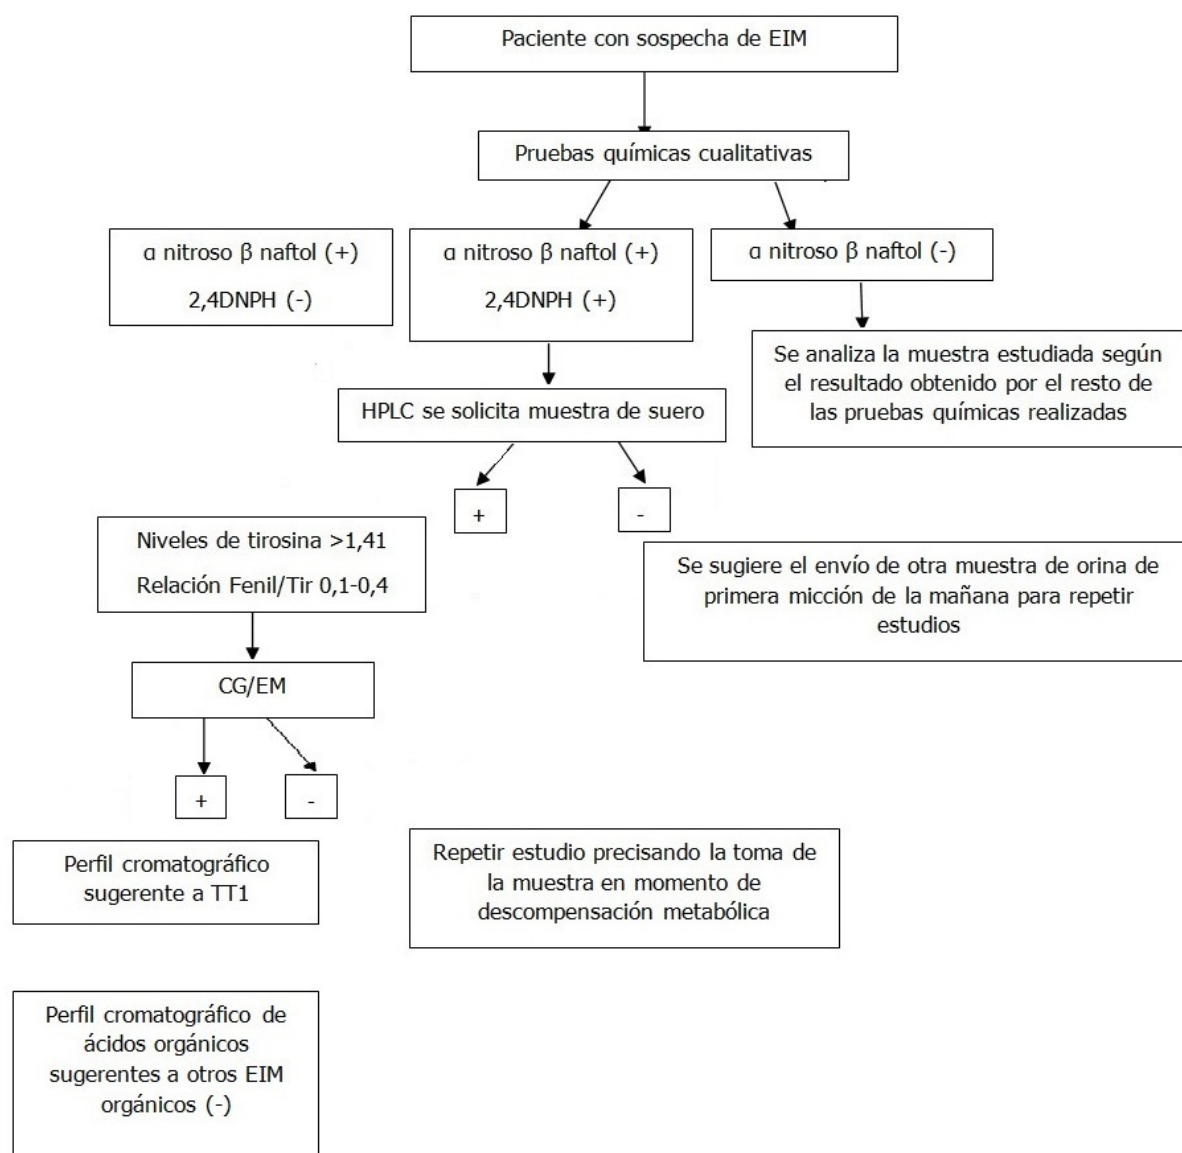 Paciente con sospecha de EIM
Pruebas químicas cualitativas
α nitroso β naftol (+)
2,4DNPH (-)
α nitroso β naftol (+)
2,4DNPH (+)
α nitroso β naftol (-)
Se analiza la muestra estudiada según
el resultado obtenido por el resto de
las pruebas químicas realizadas
HPLC se solicita muestra de suero
+
-
Niveles de tirosina >1,41
Relación Fenil/Tir 0,1-0,4
Se sugiere el envío de otra muestra de orina de
primera micción de la mañana para repetir
estudios
CG/EM
+
-
Perfil cromatográfico
sugerente a TT1
Repetir estudio precisando la toma de
la muestra en momento de
descompensación metabólica
Perfil cromatográfico de
ácidos orgánicos
sugerentes a otros EIM
orgánicos (-)